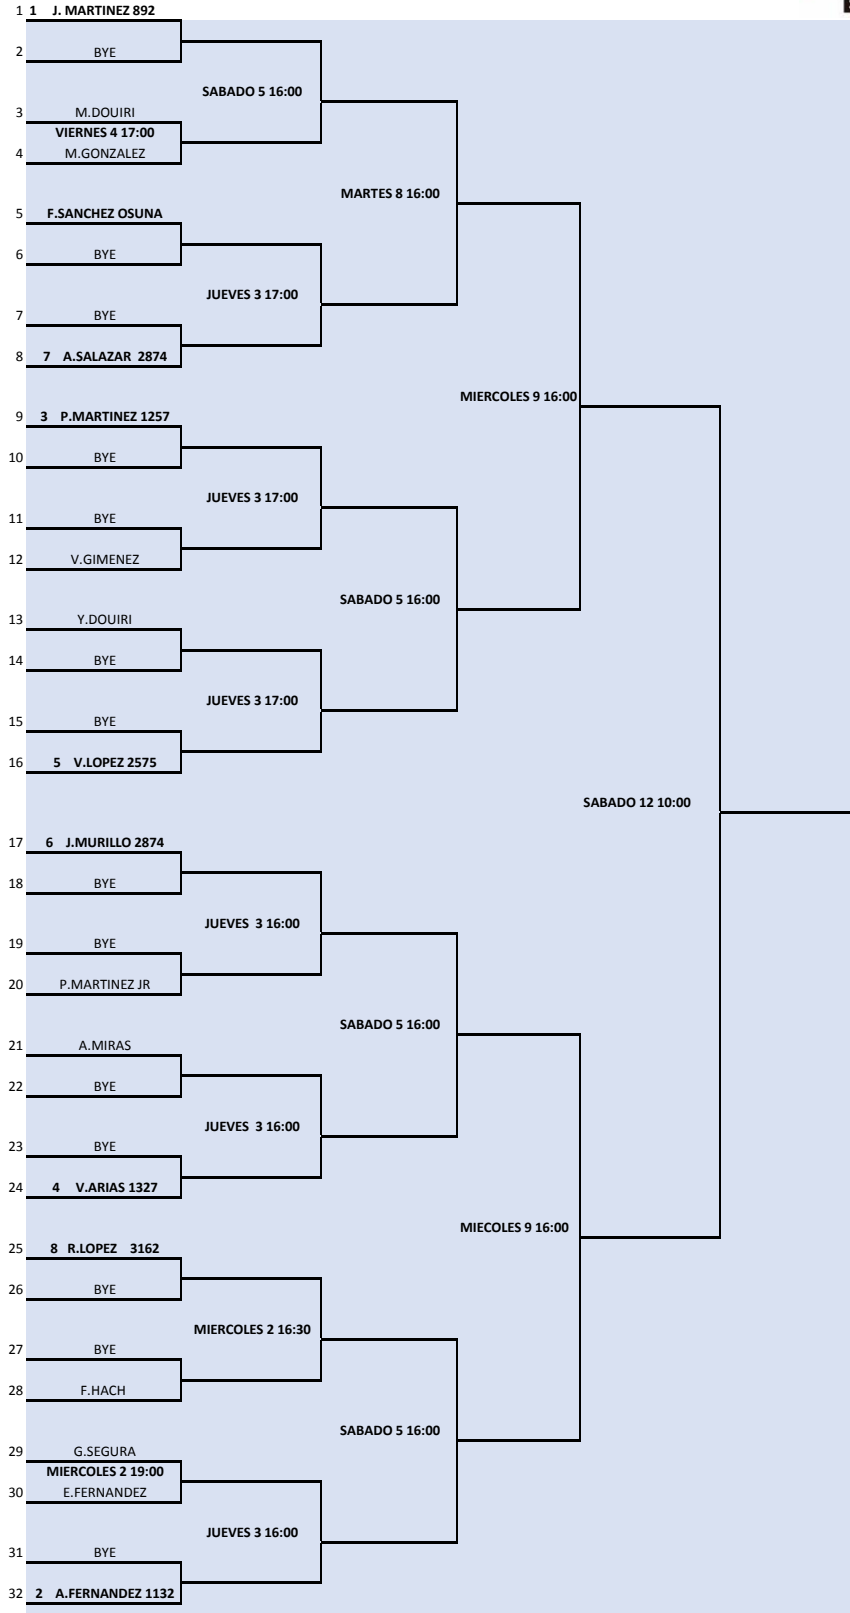 1 1 J. MARTINEZ 892
2 BYE
SABADO 5 16:00
3 M.DOUIRI
VIERNES 4 17:00
4 M.GONZALEZ
MARTES 8 16:00
5 F.SANCHEZ OSUNA
6 BYE
JUEVES 3 17:00
7 BYE
8 7 A.SALAZAR 2874
MIERCOLES 9 16:00
9 3 P.MARTINEZ 1257
10 BYE
JUEVES 3 17:00
11 BYE
12 V.GIMENEZ
SABADO 5 16:00
13 Y.DOUIRI
14 BYE
JUEVES 3 17:00
15 BYE
16 5 V.LOPEZ 2575
SABADO 12 10:00
17 6 J.MURILLO 2874
18 BYE
JUEVES 3 16:00
19 BYE
20 P.MARTINEZ JR
SABADO 5 16:00
21 A.MIRAS
22 BYE
JUEVES 3 16:00
23 BYE
24 4 V.ARIAS 1327
MIECOLES 9 16:00
25 8 R.LOPEZ 3162
26 BYE
MIERCOLES 2 16:30
27 BYE
28 F.HACH
SABADO 5 16:00
29 G.SEGURA
MIERCOLES 2 19:00
30 E.FERNANDEZ
JUEVES 3 16:00
31 BYE
32 2 A.FERNANDEZ 1132